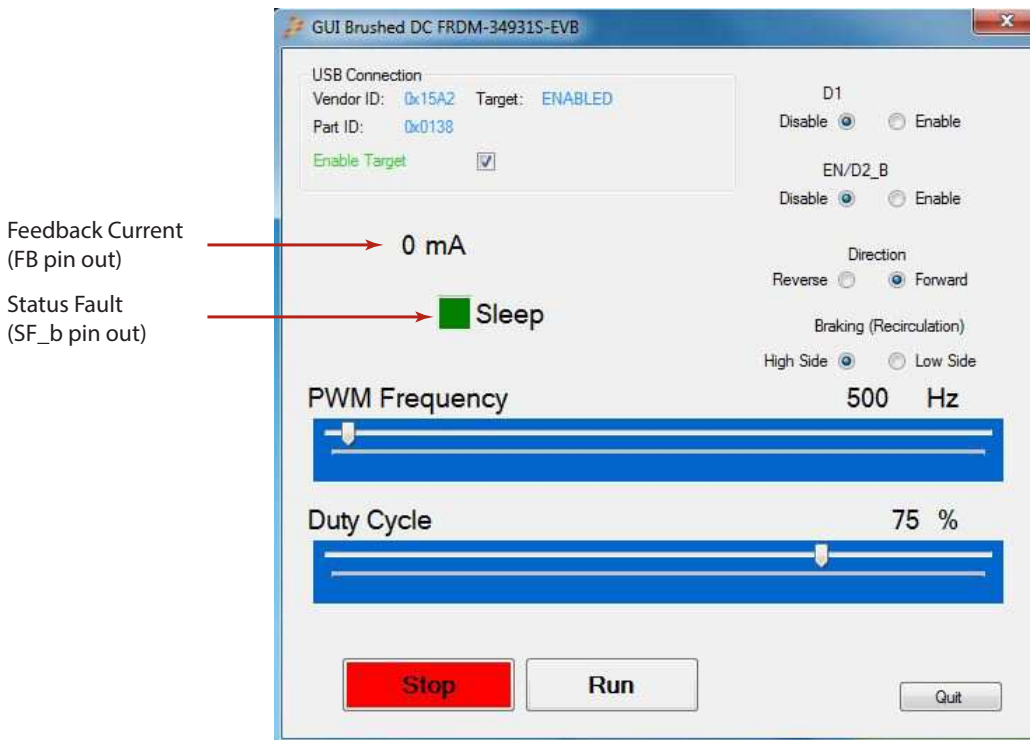 GUI Brushed DC FRDM-34931S-EVB
USB Connection
Vendor ID: 0x15A2 Target: ENABLED
Part ID: 0x0138
Enable Target
D1
Disable Enable
EN/D2_B
Disable Enable
Feedback Current
(FB pin out)
0 mA
Direction
Reverse Forward
Status Fault
(SF_b pin out)
Sleep
Braking (Recirculation)
High Side Low Side
PWM Frequency 500 Hz
Duty Cycle 75 %
Stop Run
Quit